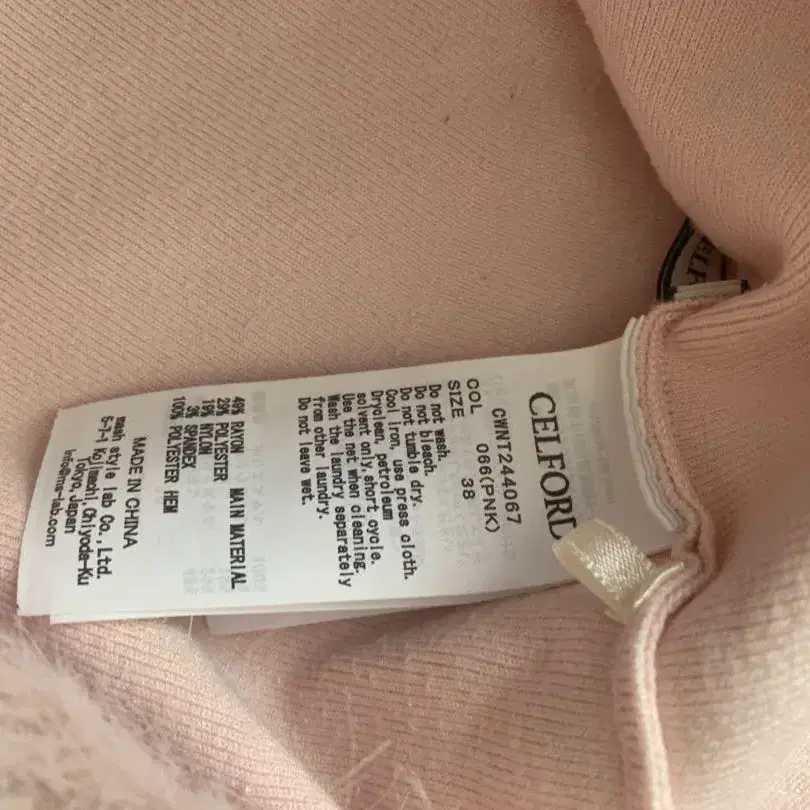 CELFORD
CWNT244067
COL 066(PNK)
SIZE 38
Do not wash.
Do not bleach.
Do not tumble dry.
Cool iron, use press cloth.
Dryclean, petroleum
solvent only,short cycle.
Use the net when cleaning.
Wash the laundry separately
from other laundry.
Do not leave wet.
MAIN MATERIAL
49% RAYON
29% POLYESTER
19% NYLON
3% SPANDEX
100% POLYESTER HEM
MADE IN CHINA
mash style lab Co., Ltd.
5-7-1 Kojimachi,Chiyoda-Ku
Tokyo Japan
info@ms-lab.com